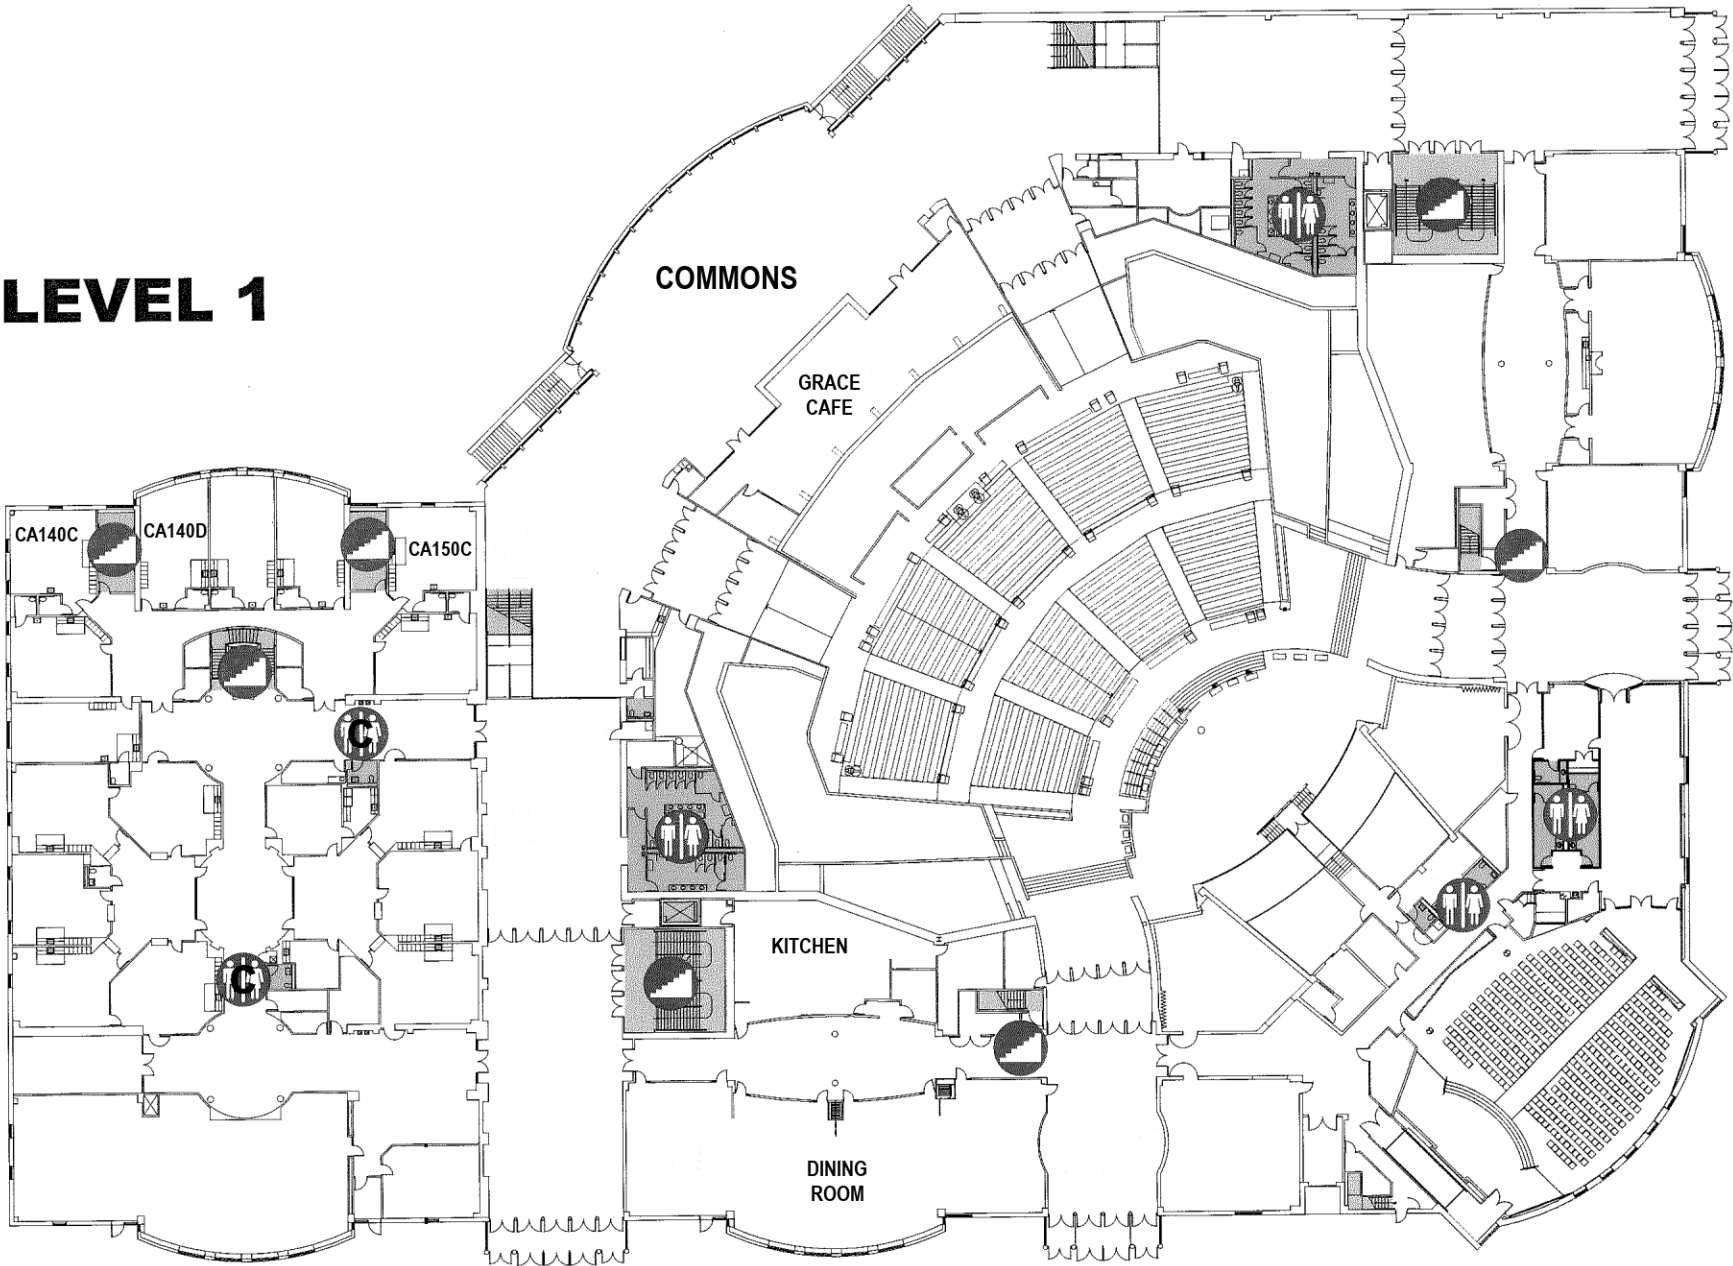 LEVEL 1
COMMONS
GRACE
CAFE
CA140C
CA140D
CA150C
C
C
KITCHEN
DINING
ROOM